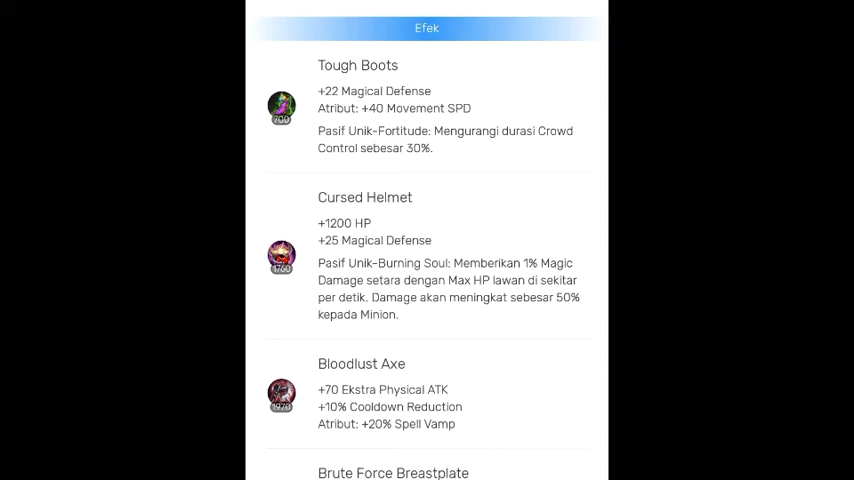 Efek
Tough Boots
+22 Magical Defense
Atribut: +40 Movement SPD
Pasif Unik-Fortitude: Mengurangi durasi Crowd
Control sebesar 30%.
700
Cursed Helmet
+1200 HP
+25 Magical Defense
Pasif Unik-Burning Soul: Memberikan 1% Magic
Damage setara dengan Max HP lawan di sekitar
per detik. Damage akan meningkat sebesar 50%
kepada Minion.
1760
Bloodlust Axe
+70 Ekstra Physical ATK
+10% Cooldown Reduction
Atribut: +20% Spell Vamp
1970
Brute Force Breastplate